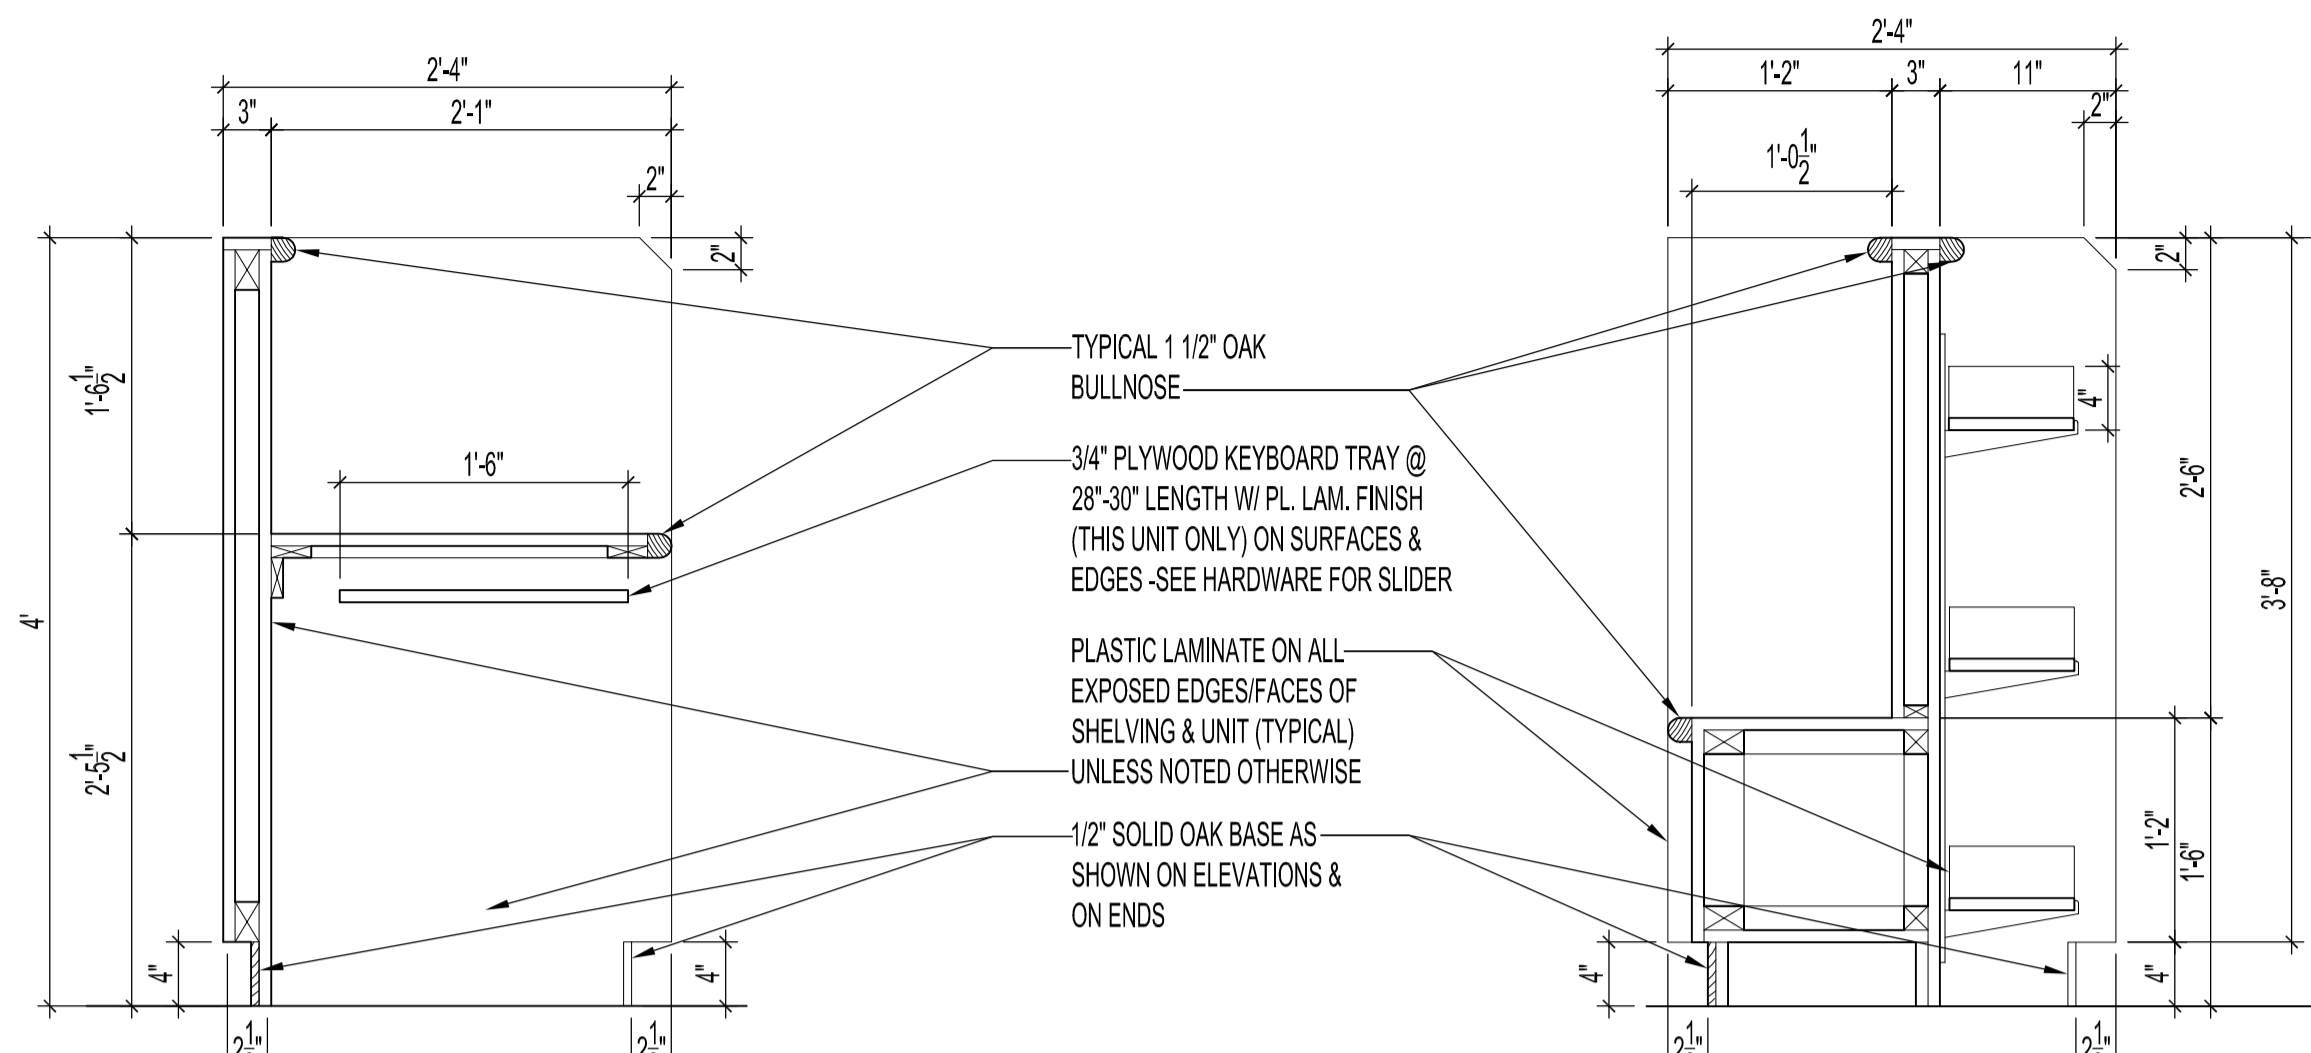 2'-4"
3"
2'-1"
2"
2"
4'
1'-6 1/2"
2'-5 1/2"
1'-6"
4"
4"
2 1/2"
2 1/2"
TYPICAL 1 1/2" OAK
BULLNOSE
3/4" PLYWOOD KEYBOARD TRAY @
28"-30" LENGTH W/ PL. LAM. FINISH
(THIS UNIT ONLY) ON SURFACES &
EDGES -SEE HARDWARE FOR SLIDER
PLASTIC LAMINATE ON ALL
EXPOSED EDGES/FACES OF
SHELVING & UNIT (TYPICAL)
UNLESS NOTED OTHERWISE
1/2" SOLID OAK BASE AS
SHOWN ON ELEVATIONS &
ON ENDS
2'-4"
1'-2"
3"
11"
2"
1'-0 1/2"
2"
4"
2'-6"
3'-8"
1'-2"
1'-6"
4"
4"
2 1/2"
2 1/2"